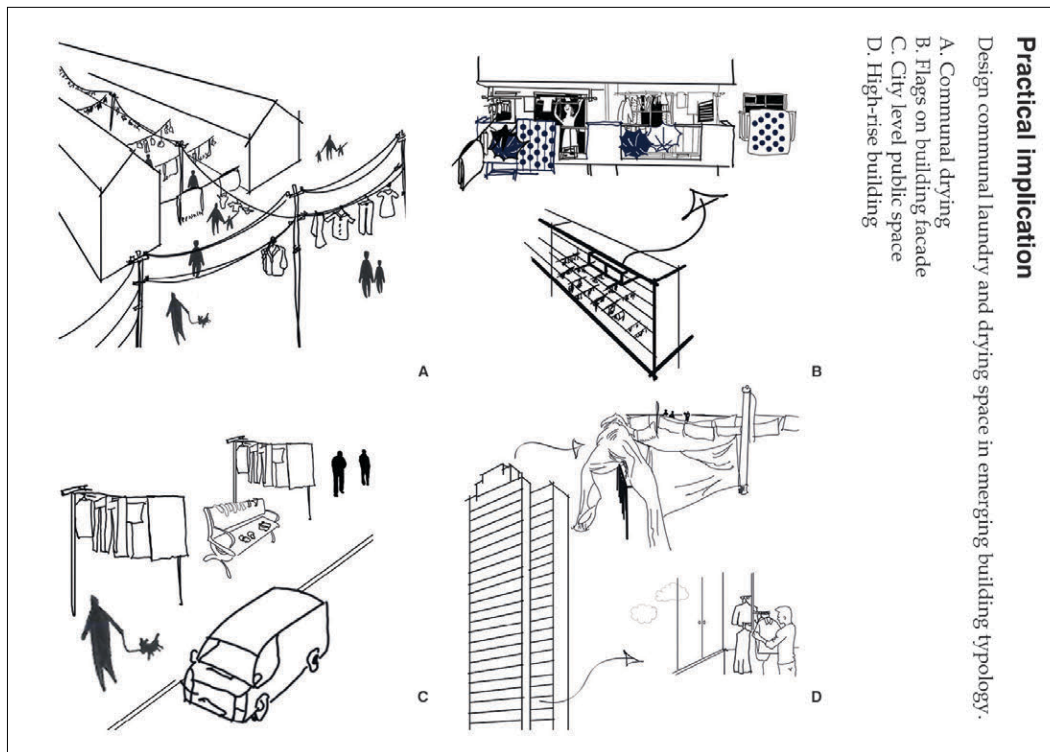 Practical implication
Design communal laundry and drying space in emerging building typology.
A. Communal drying
B. Flags on building facade
C. City level public space
D. High-rise building
A
B
C
D